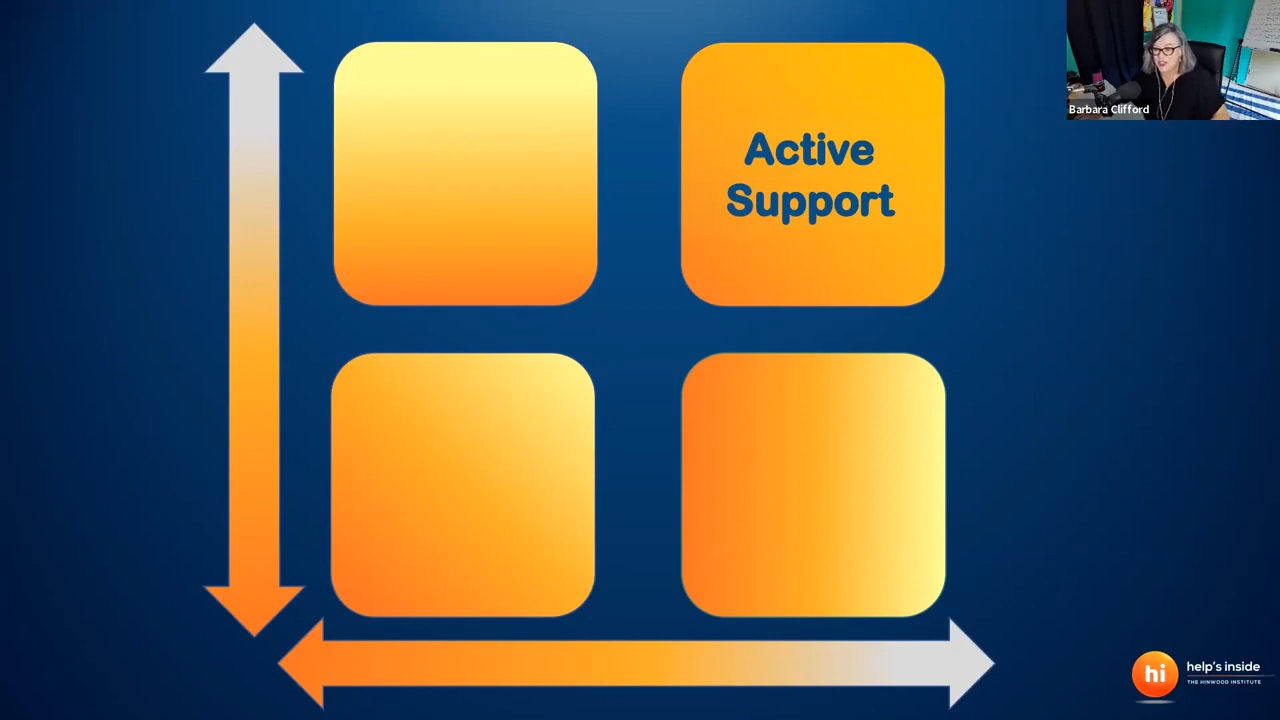 Active
Support
Barbara Clifford
hi
help's inside
THE HINWOOD INSTITUTE